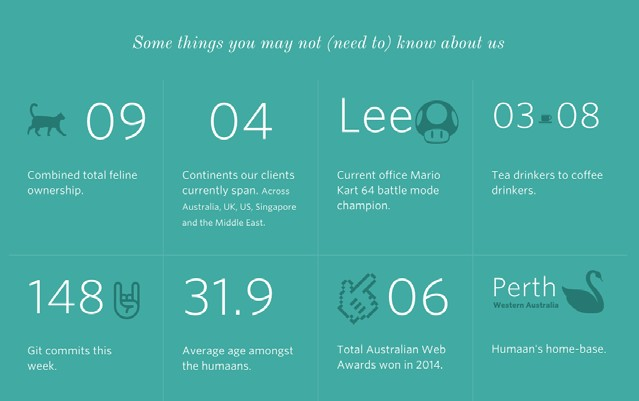 Some things you may not (need to) know about us
09
Combined total feline
ownership.
04
Continents our clients
currently span. Across
Australia, UK, US, Singapore
and the Middle East.
Lee
Current office Mario
Kart 64 battle mode
champion.
03 08
Tea drinkers to coffee
drinkers.
148
Git commits this
week.
31.9
Average age amongst
the humaans.
06
Total Australian Web
Awards won in 2014.
Perth
Western Australia
Humaan's home-base.